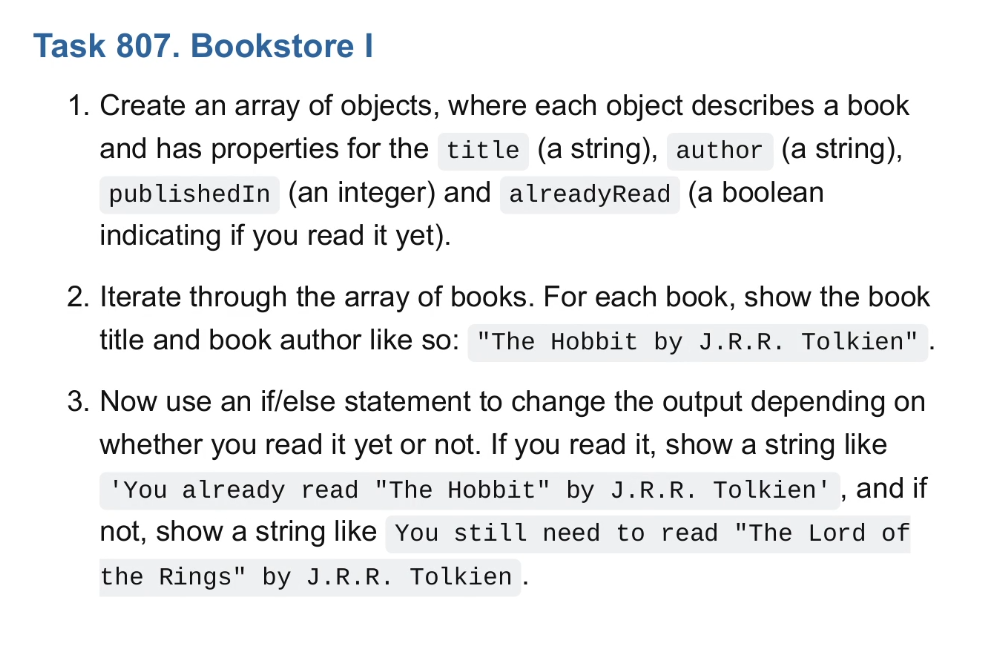 Task 807. Bookstore I
1. Create an array of objects, where each object describes a book
and has properties for the title (a string), author (a string),
publishedIn (an integer) and alreadyRead (a boolean
indicating if you read it yet).
2. Iterate through the array of books. For each book, show the book
title and book author like so: "The Hobbit by J.R.R. Tolkien".
3. Now use an if/else statement to change the output depending on
whether you read it yet or not. If you read it, show a string like
'You already read "The Hobbit" by J.R.R. Tolkien', and if
not, show a string like You still need to read "The Lord of
the Rings" by J.R.R. Tolkien.